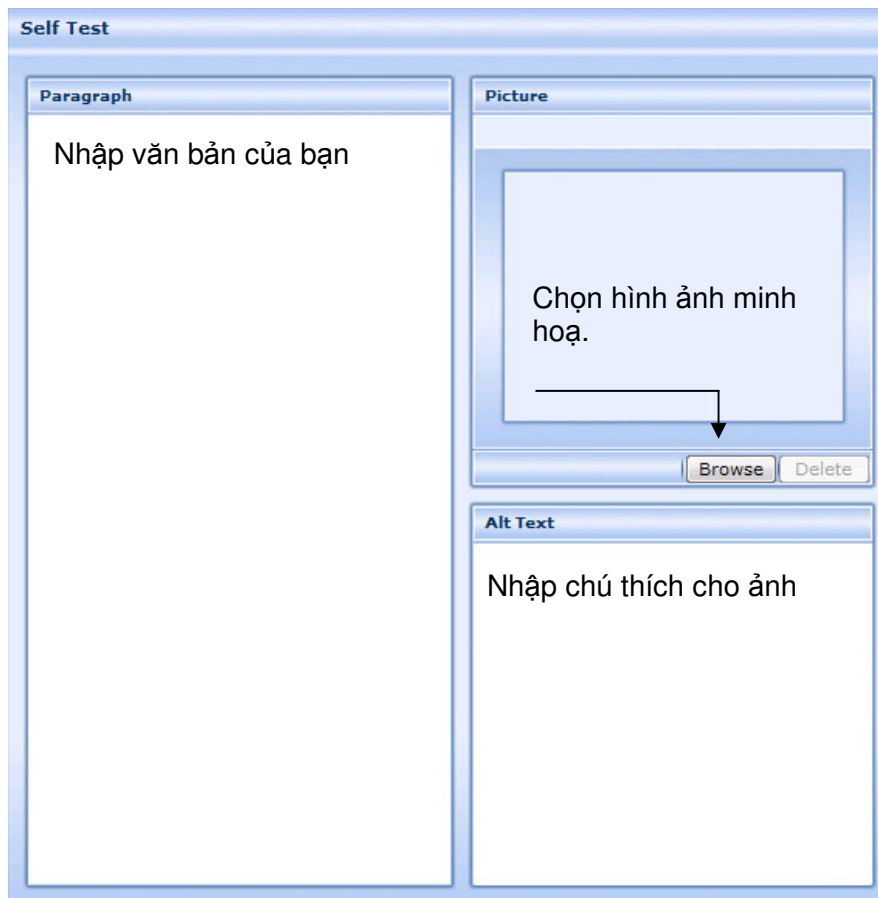 Self Test
Paragraph
Nhập văn bản của bạn
Picture
Chọn hình ảnh minh
hoạ.
Browse
Delete
Alt Text
Nhập chú thích cho ảnh